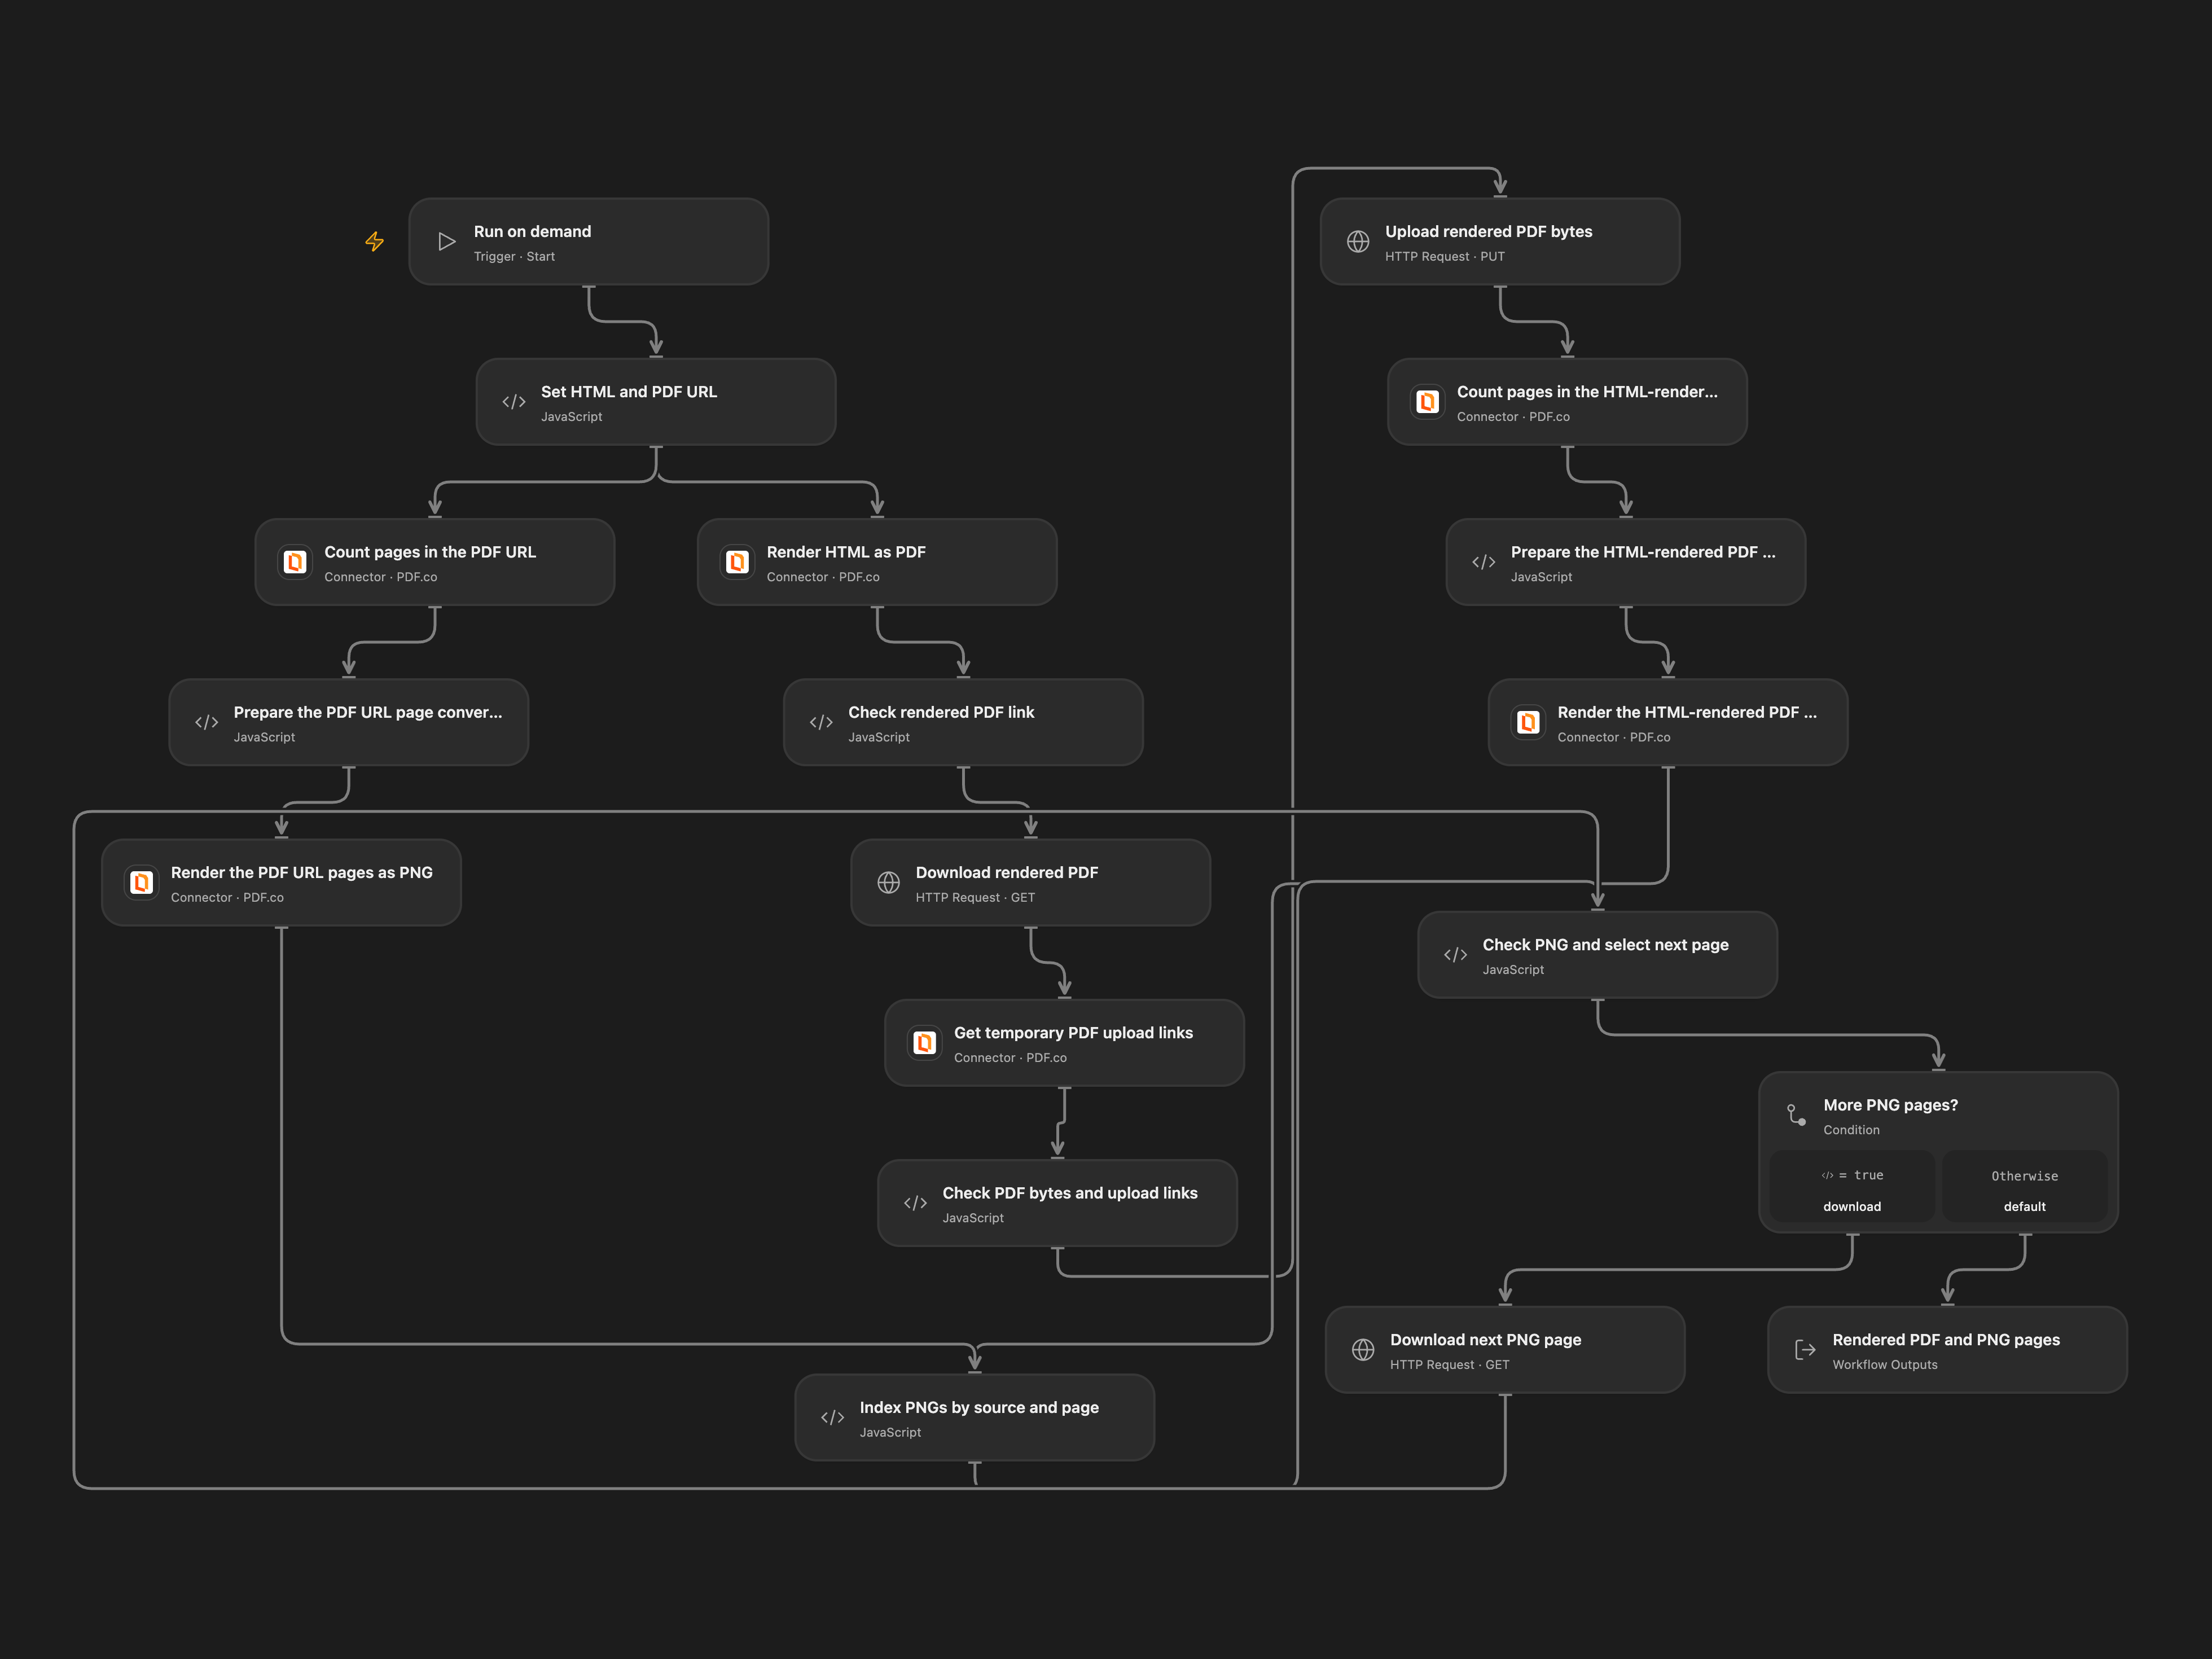 Run on demand
Trigger · Start
Set HTML and PDF URL
JavaScript
Count pages in the PDF URL
Connector · PDF.co
Render HTML as PDF
Connector · PDF.co
Prepare the PDF URL page conver...
JavaScript
Check rendered PDF link
JavaScript
Render the PDF URL pages as PNG
Connector · PDF.co
Download rendered PDF
HTTP Request · GET
Get temporary PDF upload links
Connector · PDF.co
Check PDF bytes and upload links
JavaScript
Index PNGs by source and page
JavaScript
Upload rendered PDF bytes
HTTP Request · PUT
Count pages in the HTML-render...
Connector · PDF.co
Prepare the HTML-rendered PDF ...
JavaScript
Render the HTML-rendered PDF ...
Connector · PDF.co
Check PNG and select next page
JavaScript
More PNG pages?
Condition
</> = true
download
Otherwise
default
Download next PNG page
HTTP Request · GET
Rendered PDF and PNG pages
Workflow Outputs